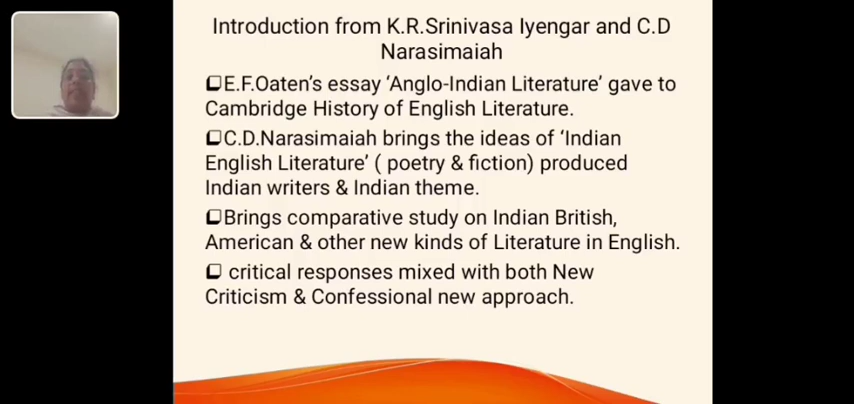 Introduction from K.R.Srinivasa Iyengar and C.D
Narasimaiah
❑E.F.Oaten’s essay ‘Anglo-Indian Literature’ gave to
Cambridge History of English Literature.
❑C.D.Narasimaiah brings the ideas of ‘Indian
English Literature’ ( poetry & fiction) produced
Indian writers & Indian theme.
❑Brings comparative study on Indian British,
American & other new kinds of Literature in English.
❑ critical responses mixed with both New
Criticism & Confessional new approach.